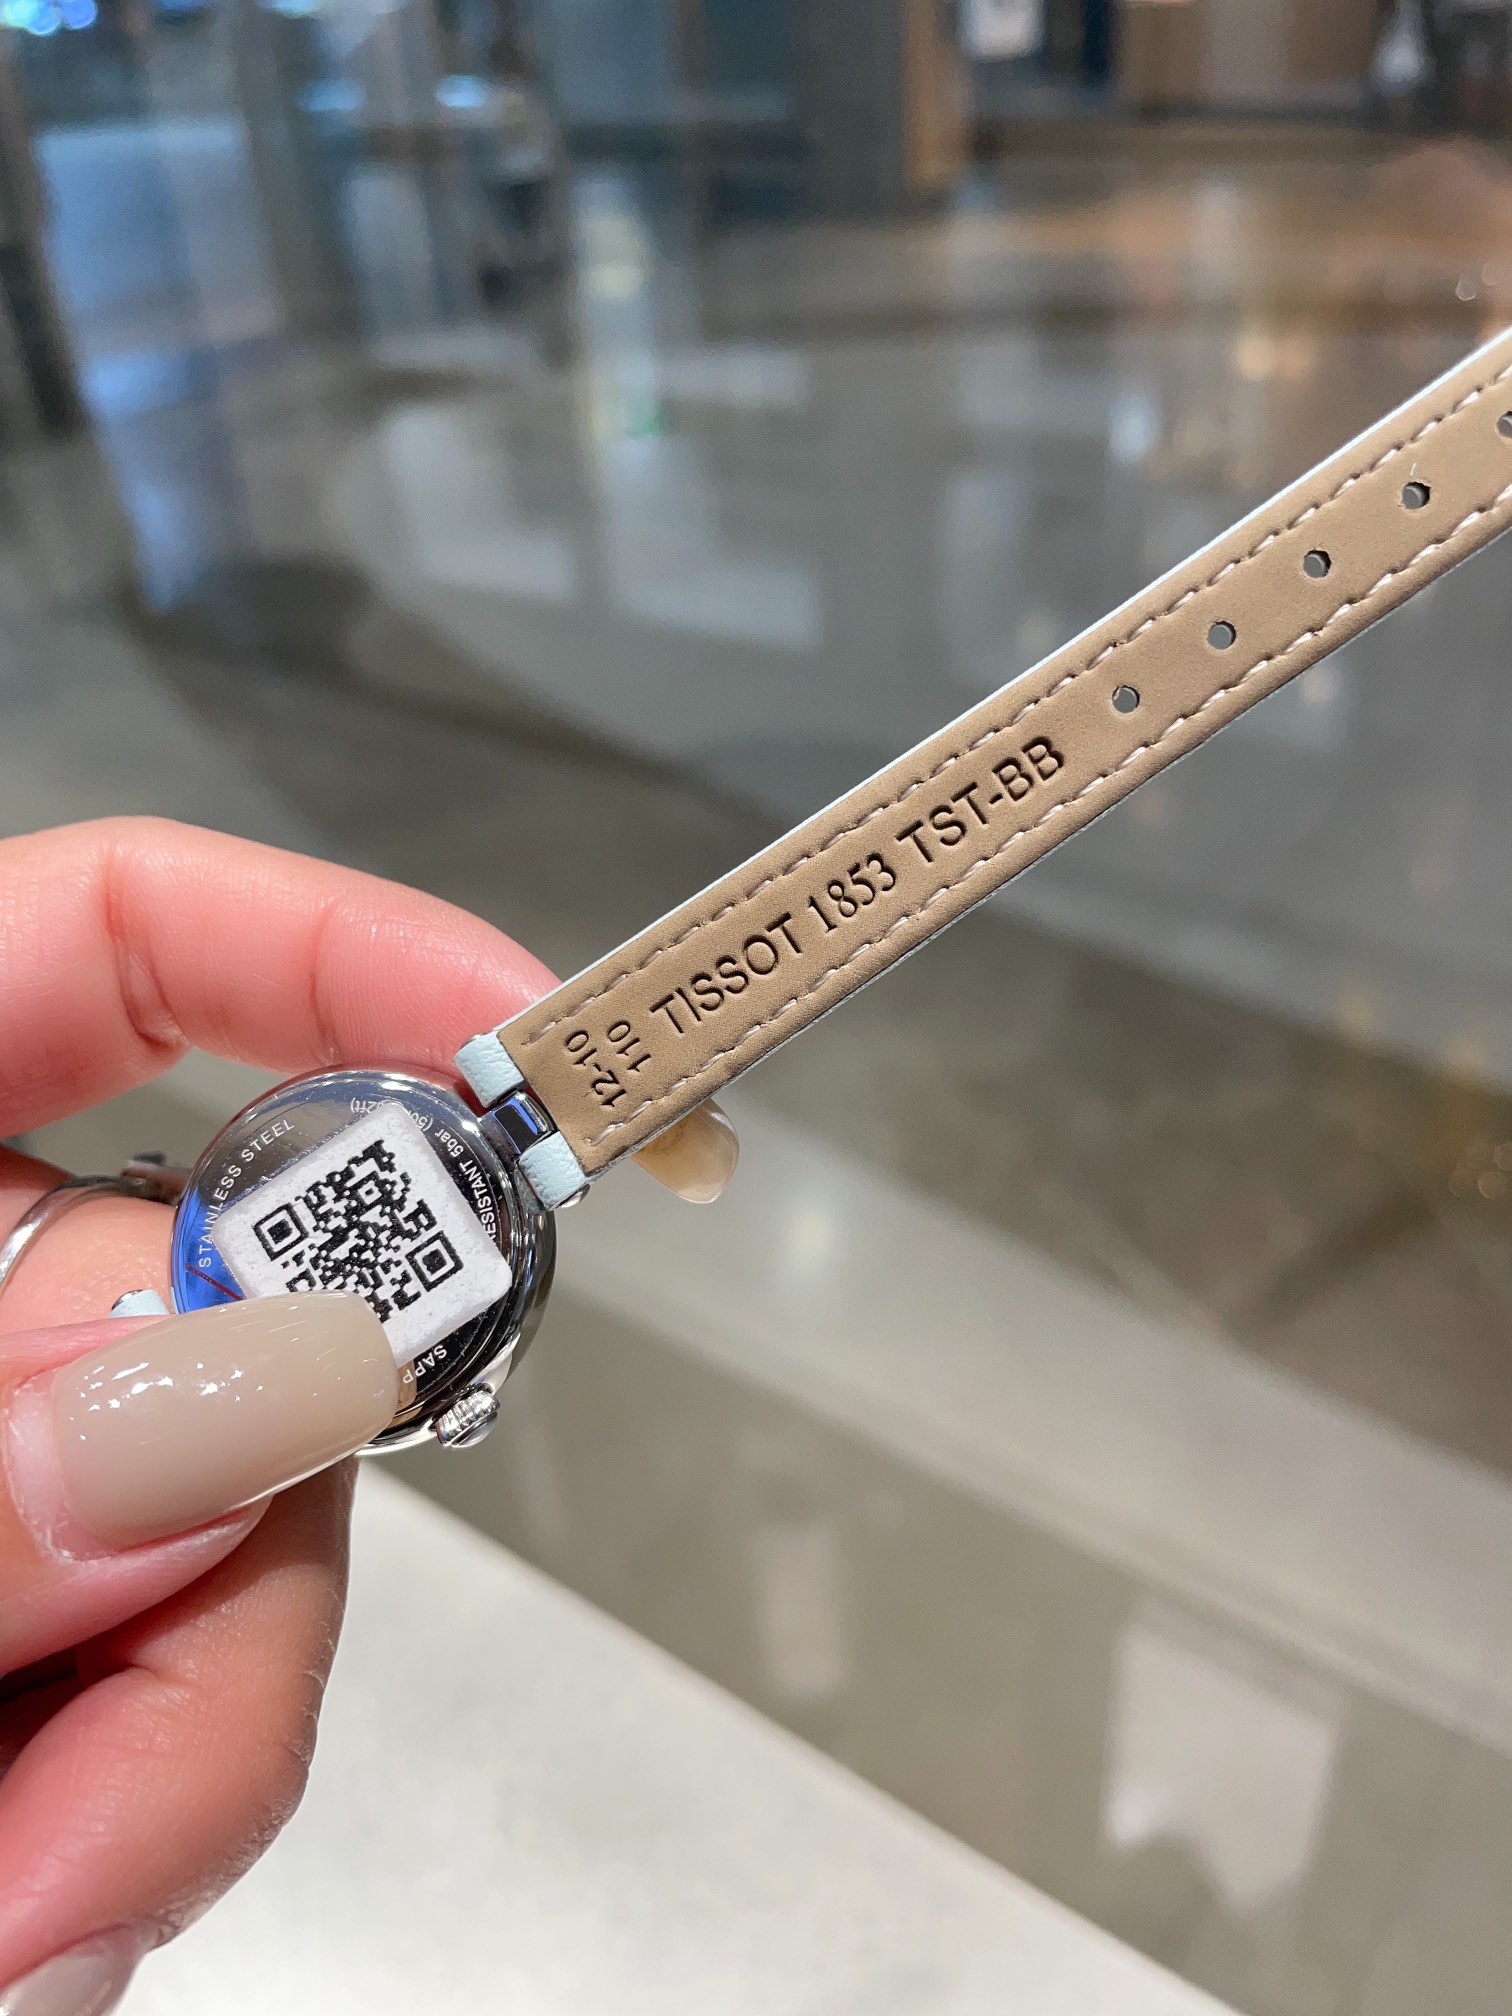 TISSOT 1853 TST-BB
12-10
110
STAINLESS STEEL
RESISTANT 5bar